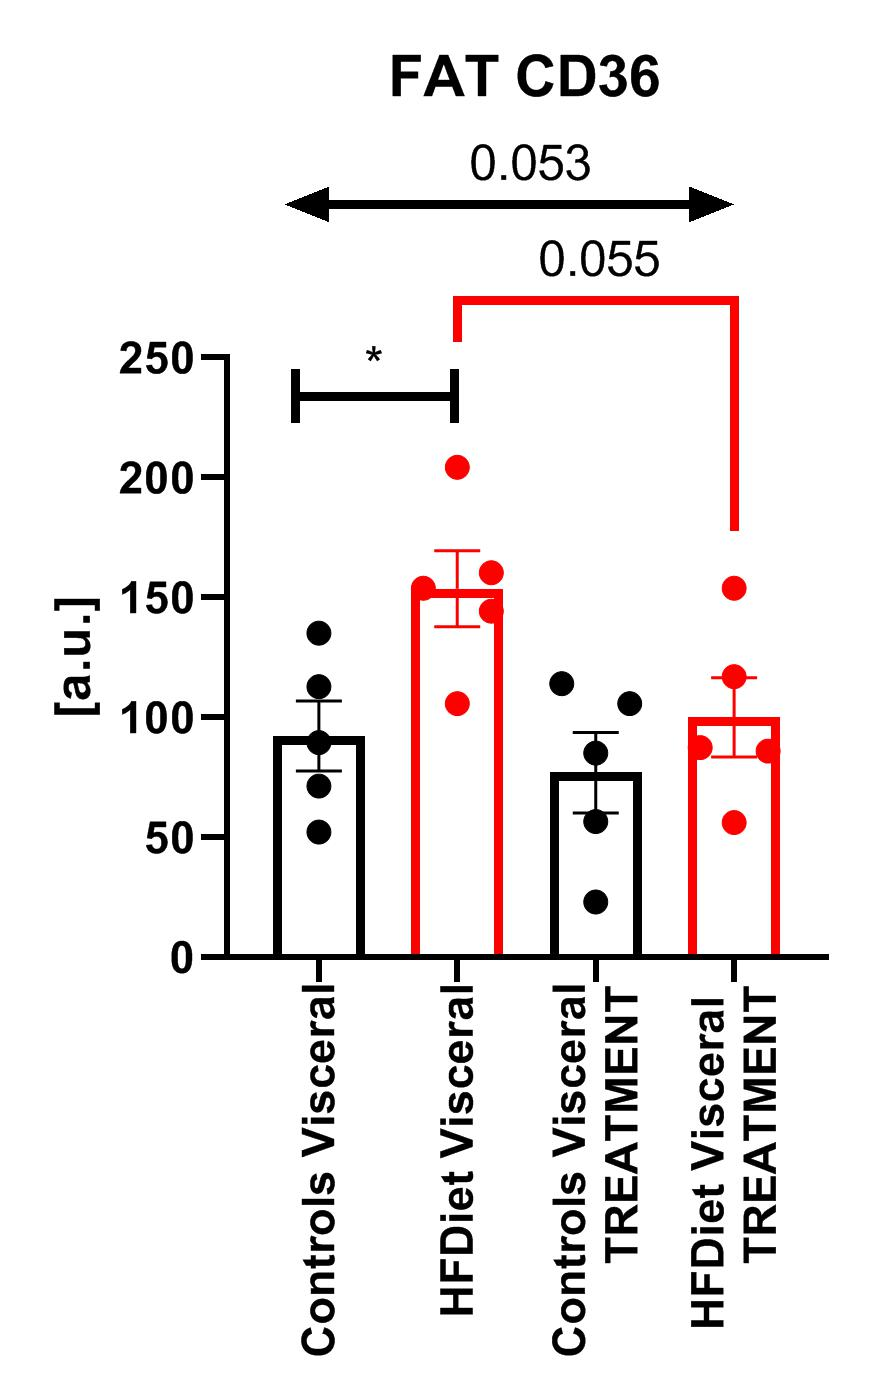 FAT CD36
0.053
0.055
*
250
200
150
100
50
0
[a.u.]
Controls Visceral
HFDiet Visceral
Controls Visceral
TREATMENT
HFDiet Visceral
TREATMENT